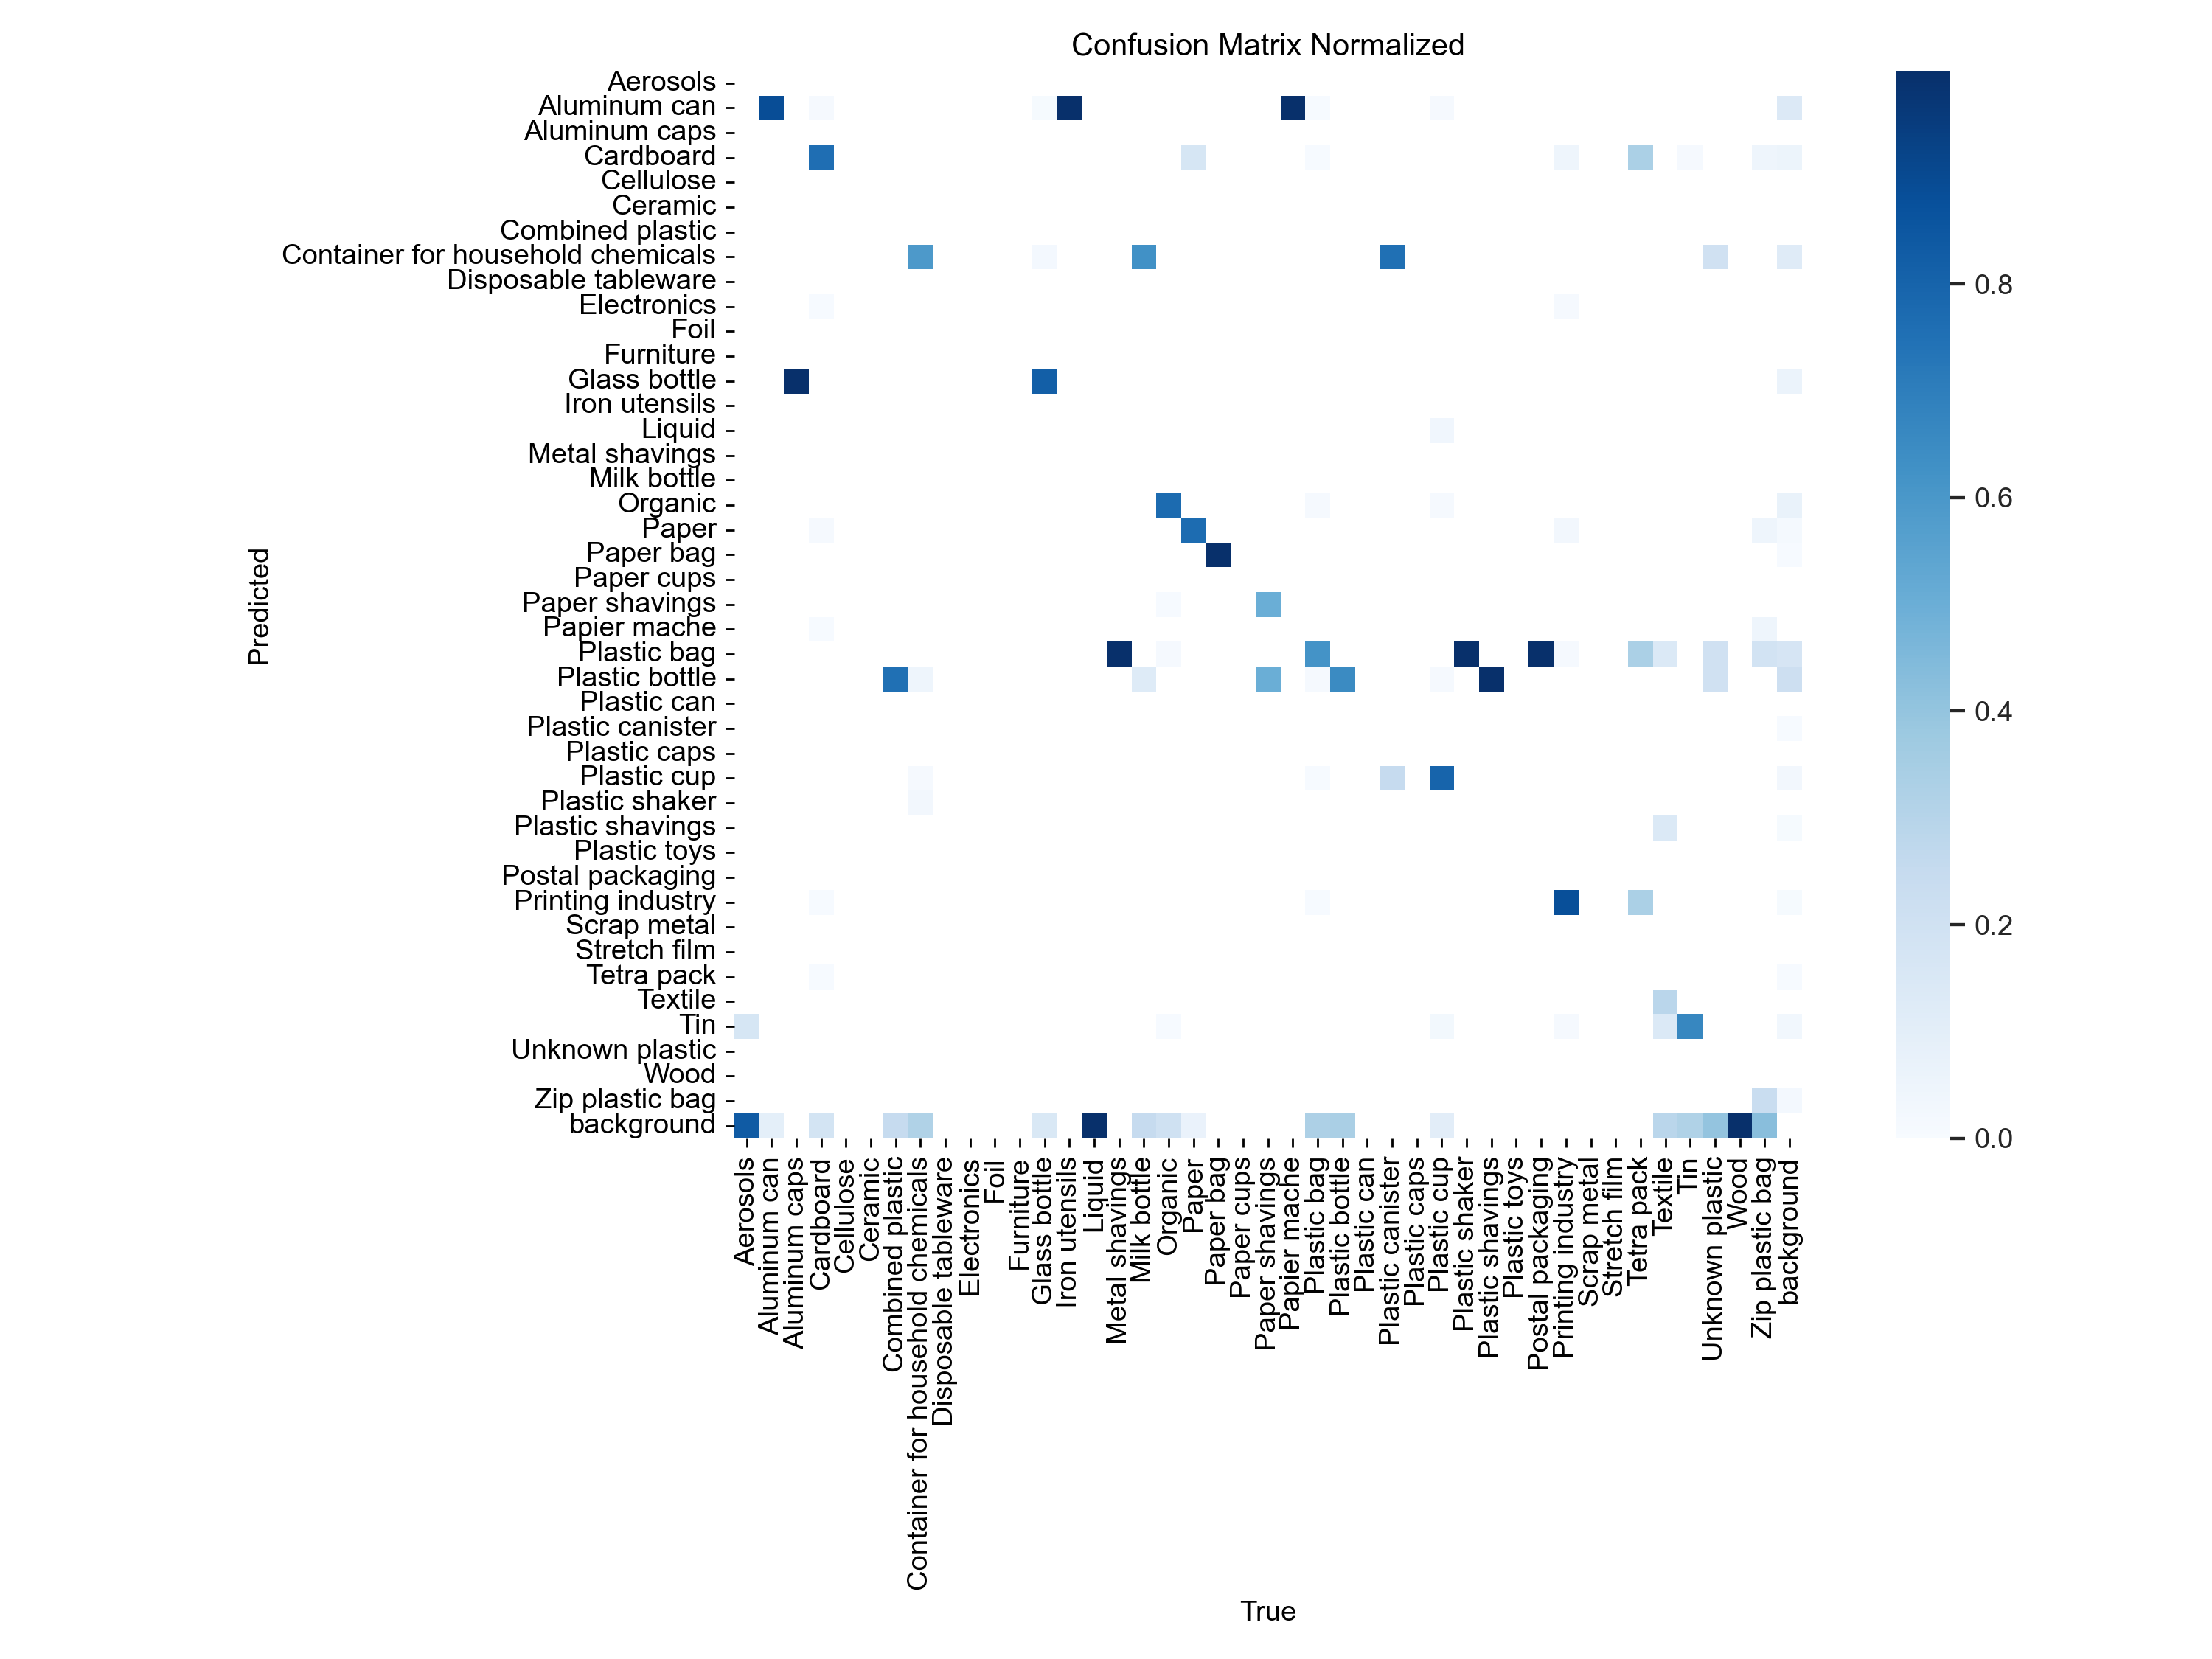 Confusion Matrix Normalized
Aerosols
Aluminum can
Aluminum caps
Cardboard
Cellulose
Ceramic
Combined plastic
Container for household chemicals
Disposable tableware
Electronics
Foil
Furniture
Glass bottle
Iron utensils
Liquid
Metal shavings
Milk bottle
Organic
Paper
Paper bag
Paper cups
Paper shavings
Papier mache
Plastic bag
Plastic bottle
Plastic can
Plastic canister
Plastic caps
Plastic cup
Plastic shaker
Plastic shavings
Plastic toys
Postal packaging
Printing industry
Scrap metal
Stretch film
Tetra pack
Textile
Tin
Unknown plastic
Wood
Zip plastic bag
background
Predicted
Aerosols
Aluminum can
Aluminum caps
Cardboard
Cellulose
Ceramic
Combined plastic
Container for household chemicals
Disposable tableware
Electronics
Foil
Furniture
Glass bottle
Iron utensils
Liquid
Metal shavings
Milk bottle
Organic
Paper
Paper bag
Paper cups
Paper shavings
Papier mache
Plastic bag
Plastic bottle
Plastic can
Plastic canister
Plastic caps
Plastic cup
Plastic shaker
Plastic shavings
Plastic toys
Postal packaging
Printing industry
Scrap metal
Stretch film
Tetra pack
Textile
Tin
Unknown plastic
Wood
Zip plastic bag
background
True
0.8
0.6
0.4
0.2
0.0